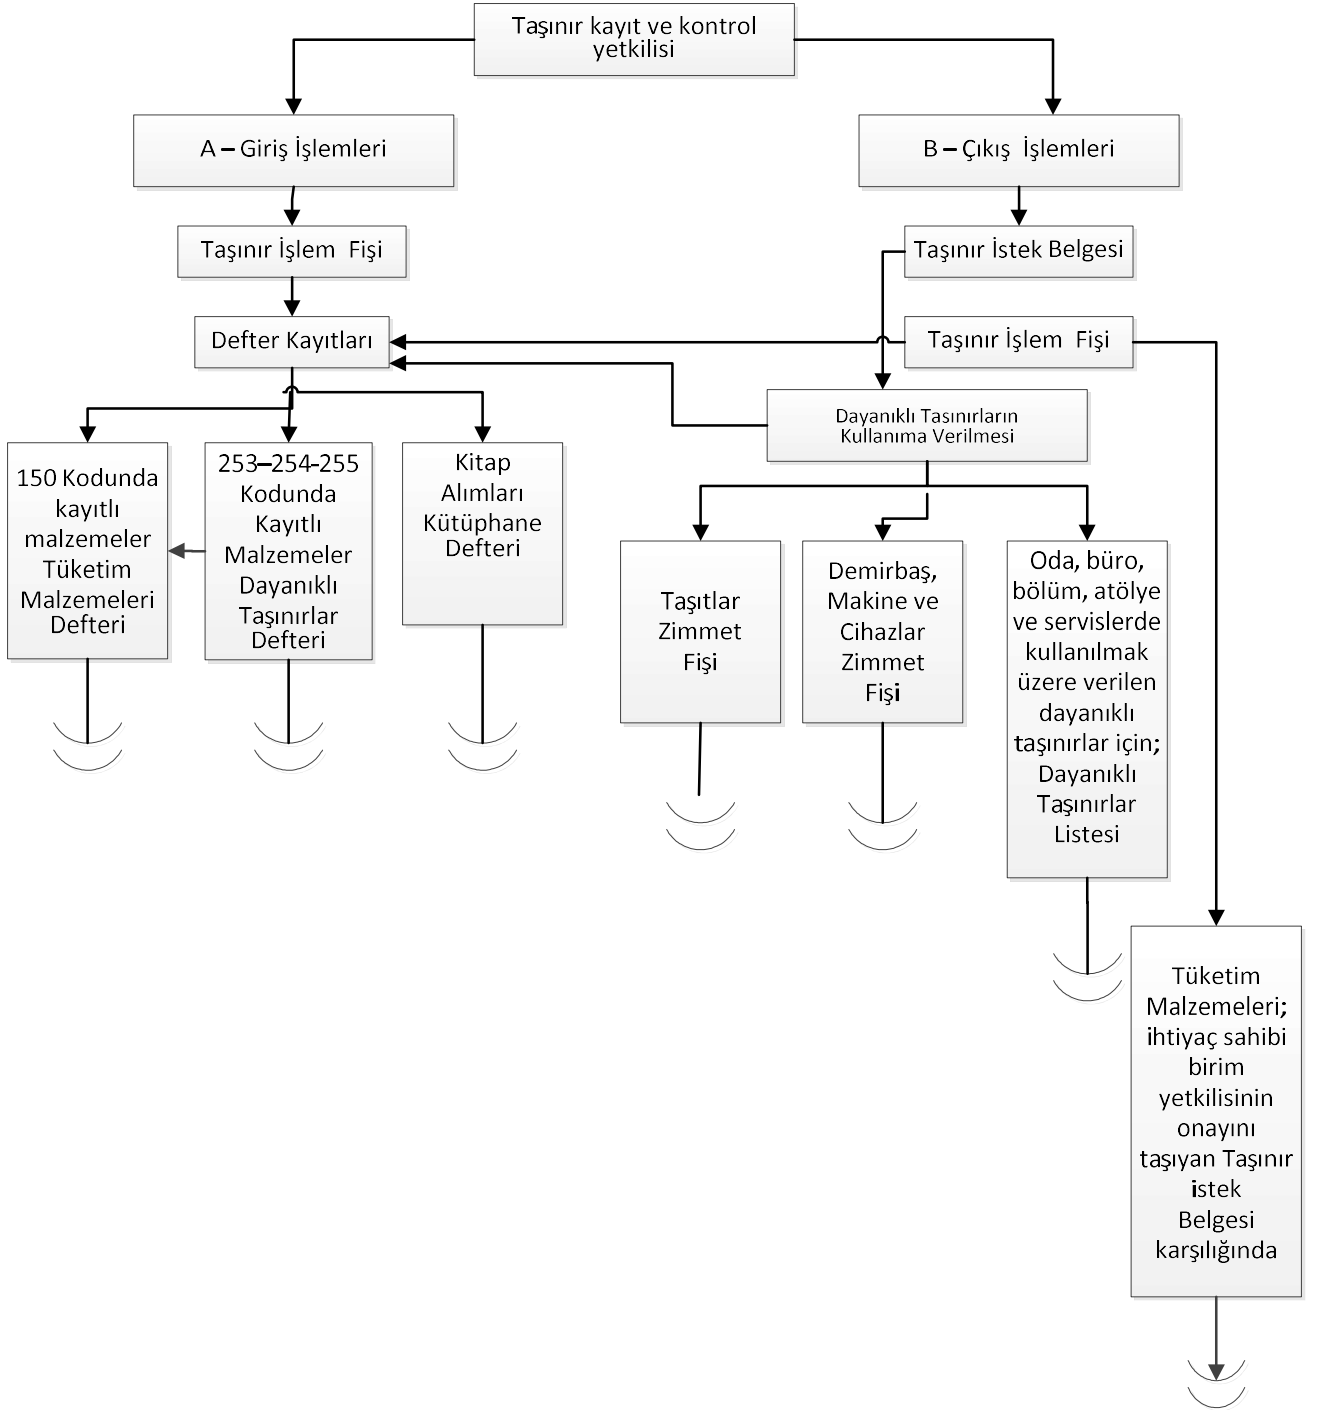 Taşınır kayıt ve kontrol
yetkilisi
A – Giriş İşlemleri
B – Çıkış  İşlemleri
Taşınır İşlem  Fişi
Taşınır İstek Belgesi
Defter Kayıtları
Taşınır İşlem  Fişi
Dayanıklı Tasınırların
Kullanıma Verilmesi
150 Kodunda
kayıtlı
malzemeler
Tüketim
Malzemeleri
Defteri
253–254-255
Kodunda
Kayıtlı
Malzemeler
Dayanıklı
Taşınırlar
Defteri
Kitap
Alımları
Kütüphane
Defteri
Taşıtlar
Zimmet
Fişi
Demirbaş,
Makine ve
Cihazlar
Zimmet
Fişi
Oda, büro,
bölüm, atölye
ve servislerde
kullanılmak
üzere verilen
dayanıklı
taşınırlar için;
Dayanıklı
Taşınırlar
Listesi
Tüketim
Malzemeleri;
ihtiyaç sahibi
birim
yetkilisinin
onayını
taşıyan Taşınır
istek
Belgesi
karşılığında